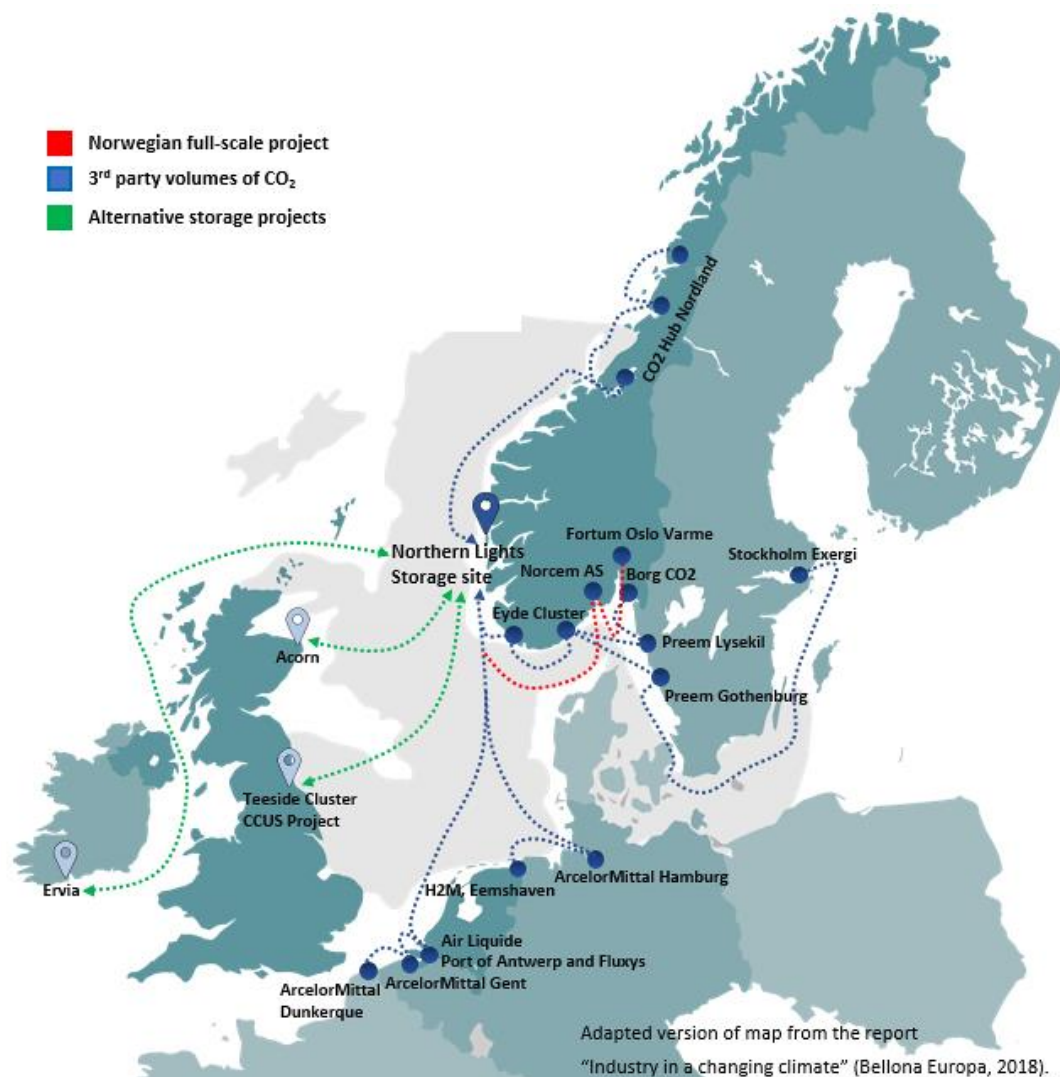 Norwegian full-scale project
3rd party volumes of CO2
Alternative storage projects
CO2 Hub Nordland
Northern Lights
Storage site
Fortum Oslo Varme
Stockholm Exergi
Norcem AS
Borg CO2
Eyde Cluster
Preem Lysekil
Acorn
Preem Gothenburg
Teeside Cluster
CCUS Project
Ervia
H2M, Eemshaven
ArcelorMittal Hamburg
Air Liquide
Port of Antwerp and Fluxys
ArcelorMittal Gent
ArcelorMittal
Dunkerque
Adapted version of map from the report
“Industry in a changing climate” (Bellona Europa, 2018).